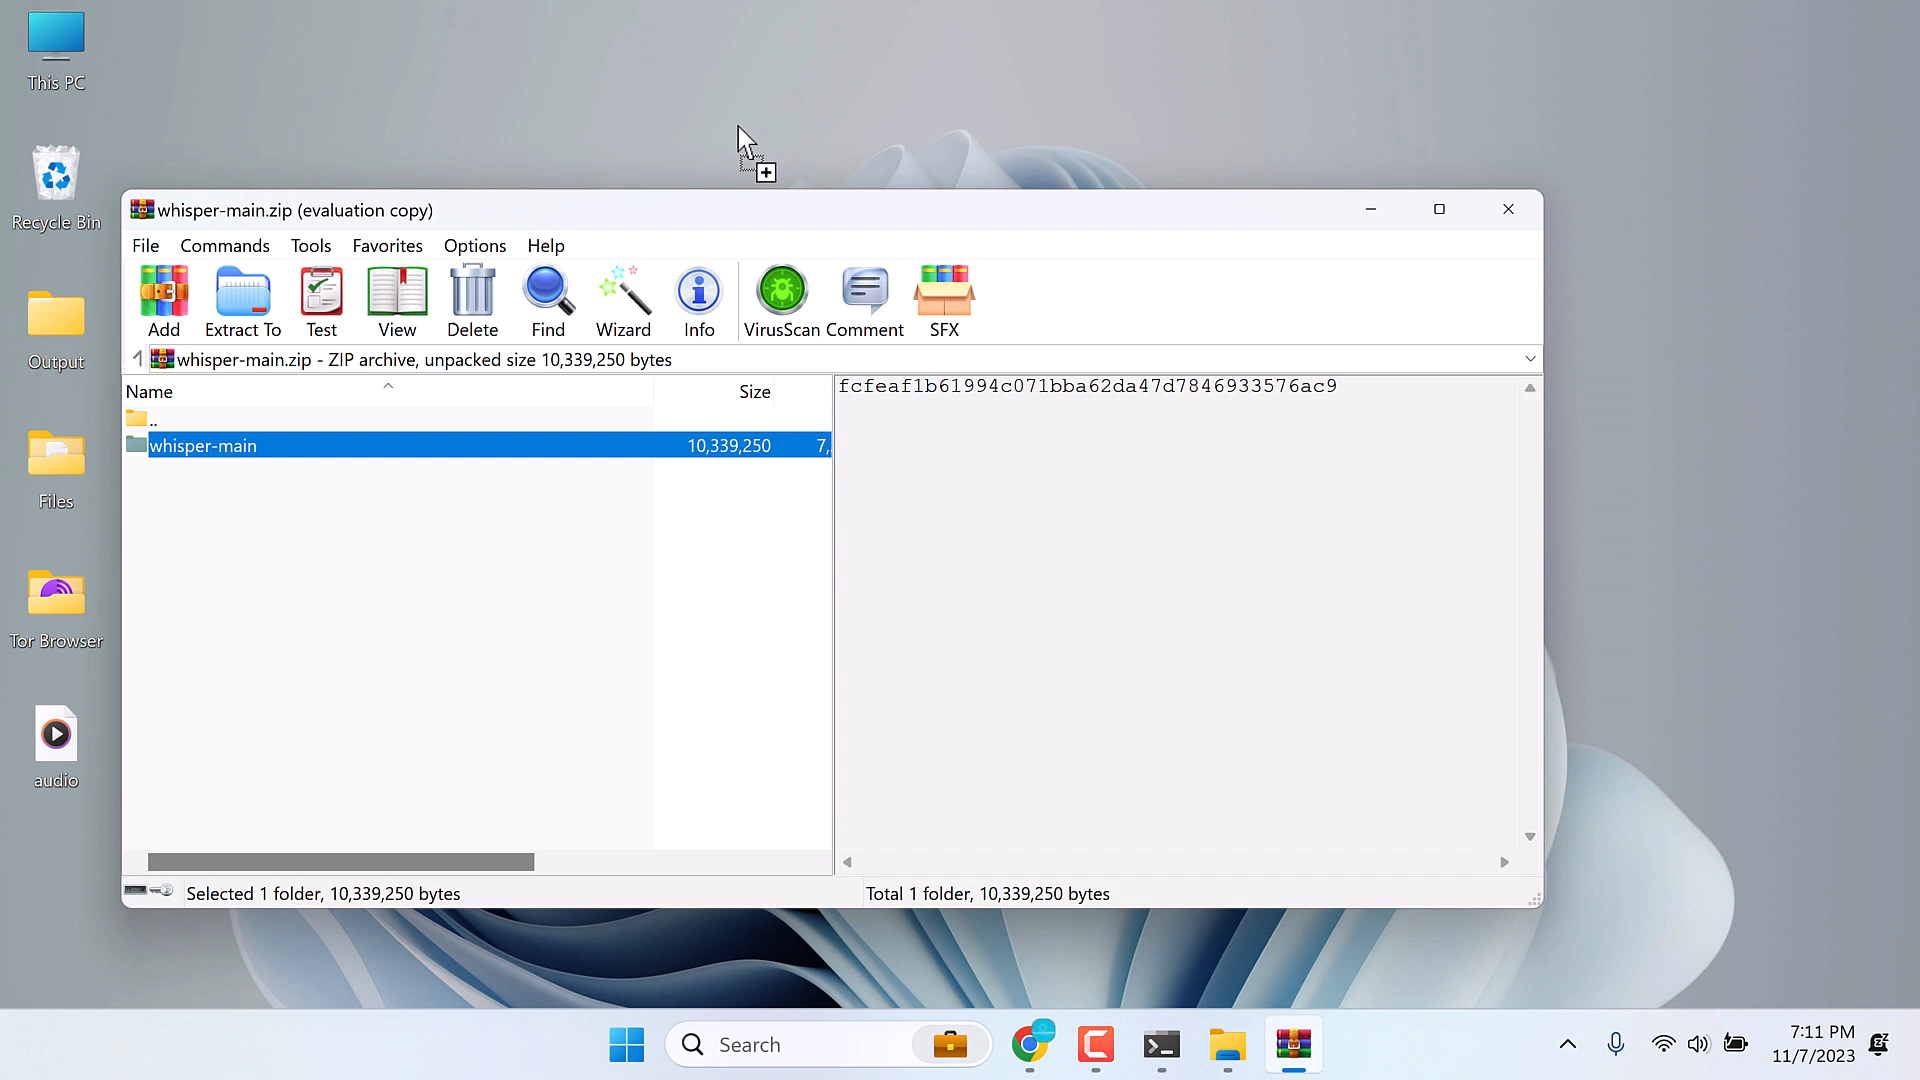 This PC
Recycle Bin
Output
Files
Tor Browser
audio
whisper-main.zip (evaluation copy)
File Commands Tools Favorites Options Help
Add Extract To Test View Delete Find Wizard Info VirusScan Comment SFX
whisper-main.zip - ZIP archive, unpacked size 10,339,250 bytes
Name Size
..
whisper-main 10,339,250 7,
fcfeaf1b61994c071bba62da47d7846933576ac9
Selected 1 folder, 10,339,250 bytes
Total 1 folder, 10,339,250 bytes
Search
7:11 PM
11/7/2023